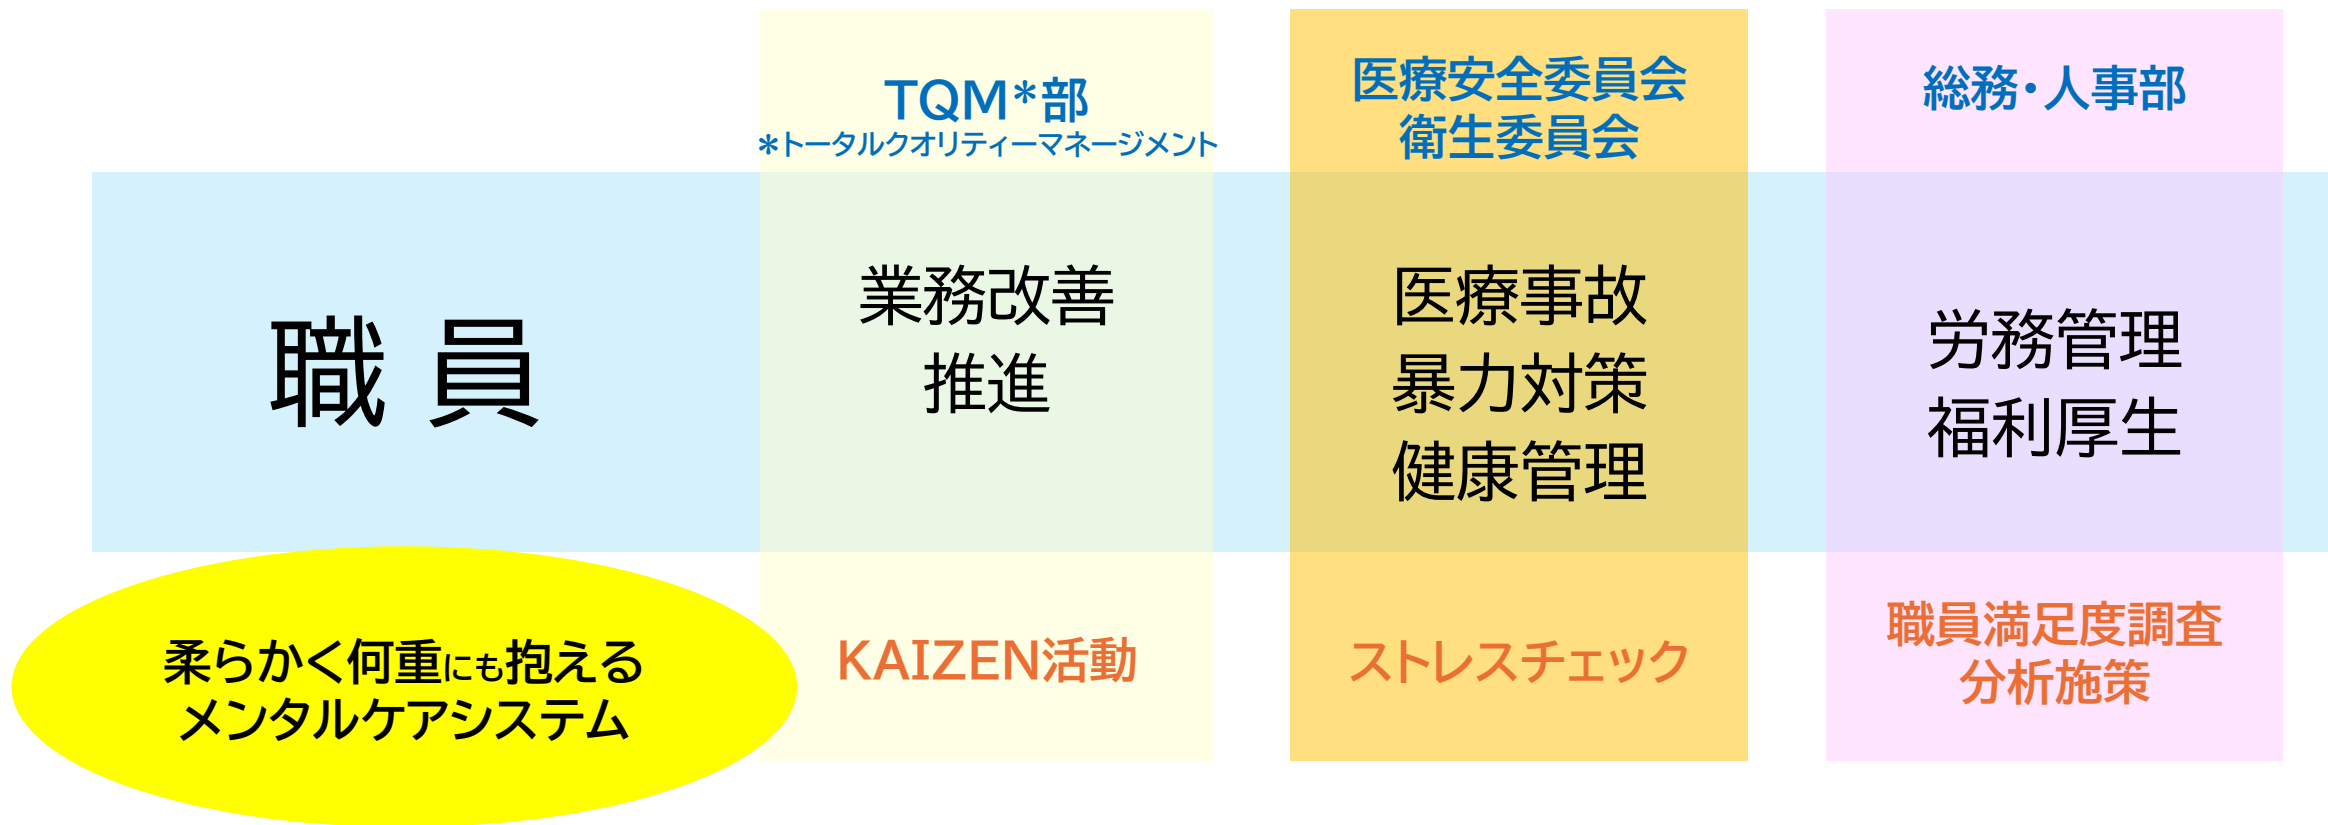 TQM*部
*トータルクオリティーマネージメント
医療安全委員会
衛生委員会
総務・人事部
職員
業務改善
推進
医療事故
暴力対策
健康管理
労務管理
福利厚生
柔らかく何重にも抱える
メンタルケアシステム
KAIZEN活動
ストレスチェック
職員満足度調査
分析施策